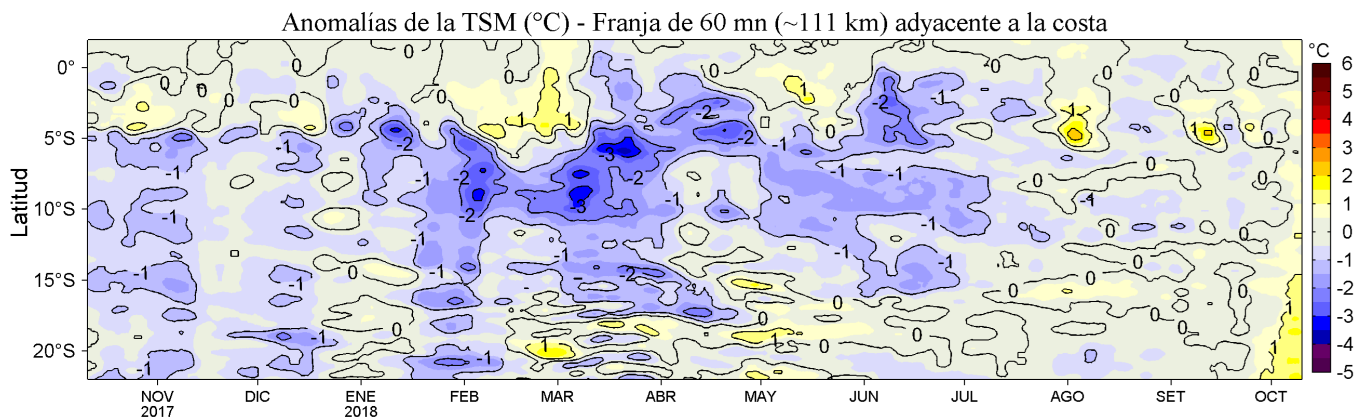 Anomalías de la TSM (°C) - Franja de 60 mn (~111 km) adyacente a la costa
°C
Latitud
0°
5°S
10°S
15°S
20°S
6
5
4
3
2
1
0
-1
-2
-3
-4
-5
NOV DIC ENE FEB MAR ABR MAY JUN JUL AGO SET OCT
2017 2018